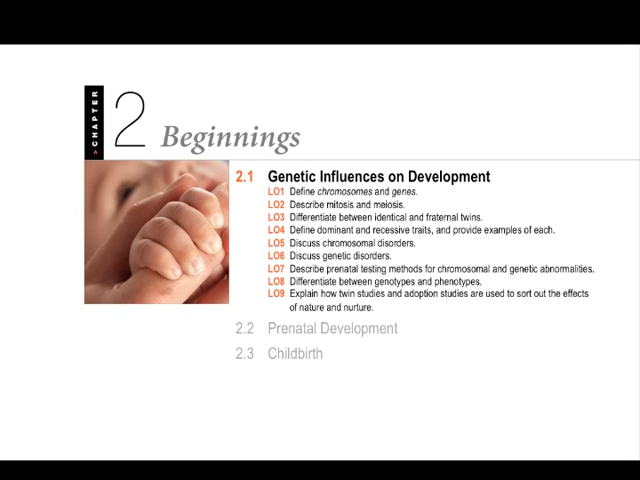 > CHAPTER
2 Beginnings
2.1 Genetic Influences on Development
LO1 Define chromosomes and genes.
LO2 Describe mitosis and meiosis.
LO3 Differentiate between identical and fraternal twins.
LO4 Define dominant and recessive traits, and provide examples of each.
LO5 Discuss chromosomal disorders.
LO6 Discuss genetic disorders.
LO7 Describe prenatal testing methods for chromosomal and genetic abnormalities.
LO8 Differentiate between genotypes and phenotypes.
LO9 Explain how twin studies and adoption studies are used to sort out the effects
of nature and nurture.
2.2 Prenatal Development
2.3 Childbirth